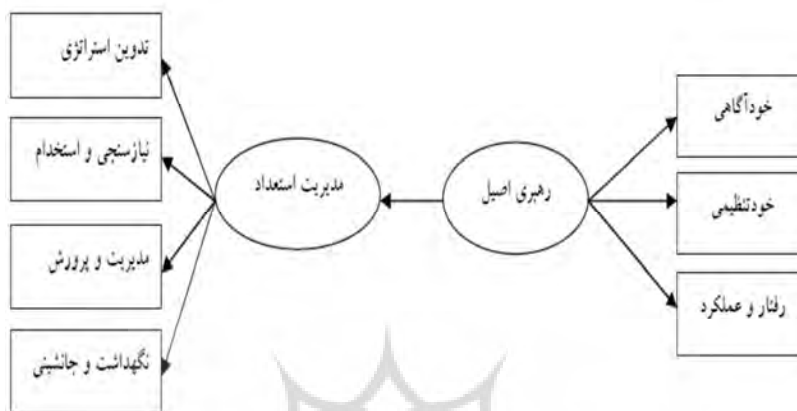 خودآگاهی
خودتنظیمی
رفتار و عملکرد
رهبری اصیل
مدیریت استعداد
تدوین استراتژی
نیازسنجی و استخدام
مدیریت و پرورش
نگهداشت و جانشینی